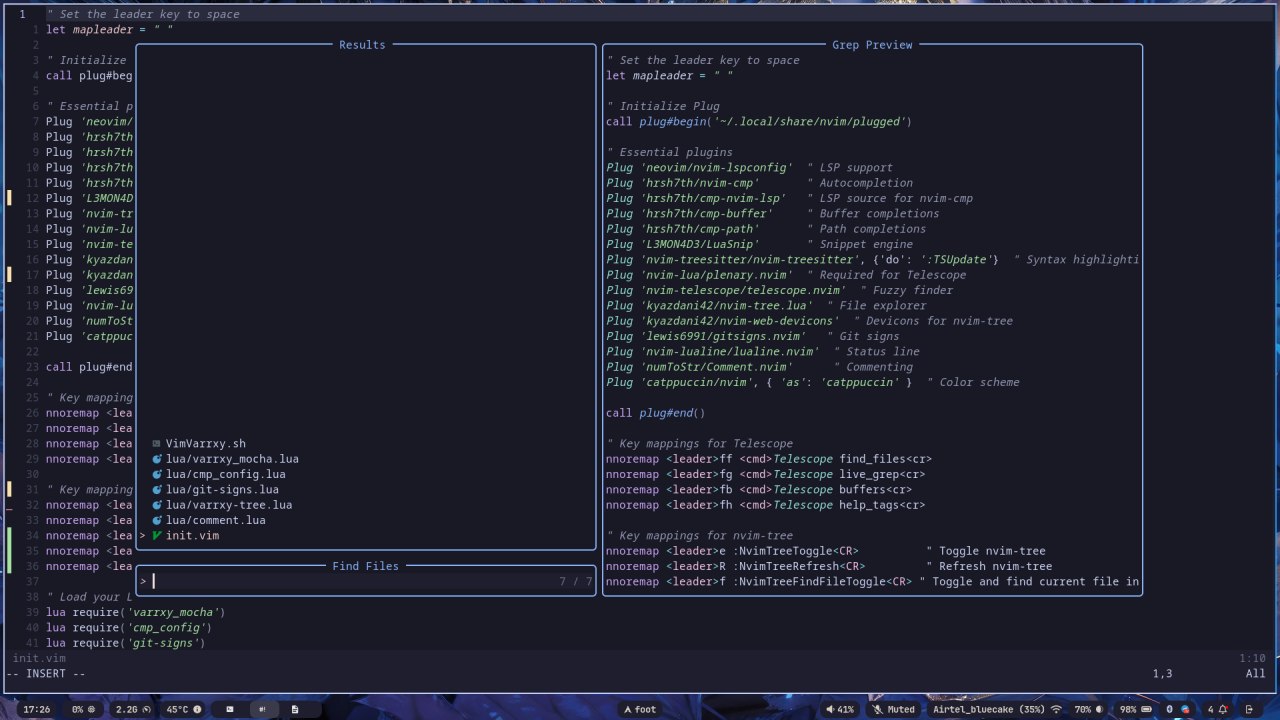 1 " Set the leader key to space
1 let mapleader = " "
2
3 " Initialize
4 call plug#beg
5
6 " Essential p
7 Plug 'neovim/
8 Plug 'hrsh7th
9 Plug 'hrsh7th
10 Plug 'hrsh7th
11 Plug 'hrsh7th
12 Plug 'L3MON4D
13 Plug 'nvim-tr
14 Plug 'nvim-lu
15 Plug 'nvim-te
16 Plug 'kyazdan
17 Plug 'kyazdan
18 Plug 'lewis69
19 Plug 'nvim-lu
20 Plug 'numToSt
21 Plug 'catppuc
22
23 call plug#end
24
25 " Key mapping
26 nnoremap <lea
27 nnoremap <lea
28 nnoremap <lea
29 nnoremap <lea
30
31 " Key mapping
32 nnoremap <lea
33 nnoremap <lea
34 nnoremap <lea
35 nnoremap <lea
36 nnoremap <lea
37
38 " Load your L
39 lua require('varrxy_mocha')
40 lua require('cmp_config')
41 lua require('git-signs')
Results
VimVarrxy.sh
lua/varrxy_mocha.lua
lua/cmp_config.lua
lua/git-signs.lua
lua/varrxy-tree.lua
lua/comment.lua
> init.vim
Find Files
> 7 / 7
Grep Preview
" Set the leader key to space
let mapleader = " "
" Initialize Plug
call plug#begin('~/.local/share/nvim/plugged')
" Essential plugins
Plug 'neovim/nvim-lspconfig' " LSP support
Plug 'hrsh7th/nvim-cmp' " Autocompletion
Plug 'hrsh7th/cmp-nvim-lsp' " LSP source for nvim-cmp
Plug 'hrsh7th/cmp-buffer' " Buffer completions
Plug 'hrsh7th/cmp-path' " Path completions
Plug 'L3MON4D3/LuaSnip' " Snippet engine
Plug 'nvim-treesitter/nvim-treesitter', {'do': ':TSUpdate'} " Syntax highlighti
Plug 'nvim-lua/plenary.nvim' " Required for Telescope
Plug 'nvim-telescope/telescope.nvim' " Fuzzy finder
Plug 'kyazdani42/nvim-tree.lua' " File explorer
Plug 'kyazdani42/nvim-web-devicons' " Devicons for nvim-tree
Plug 'lewis6991/gitsigns.nvim' " Git signs
Plug 'nvim-lualine/lualine.nvim' " Status line
Plug 'numToStr/Comment.nvim' " Commenting
Plug 'catppuccin/nvim', { 'as': 'catppuccin' } " Color scheme
call plug#end()
" Key mappings for Telescope
nnoremap <leader>ff <cmd>Telescope find_files<cr>
nnoremap <leader>fg <cmd>Telescope live_grep<cr>
nnoremap <leader>fb <cmd>Telescope buffers<cr>
nnoremap <leader>fh <cmd>Telescope help_tags<cr>
" Key mappings for nvim-tree
nnoremap <leader>e :NvimTreeToggle<CR> " Toggle nvim-tree
nnoremap <leader>R :NvimTreeRefresh<CR> " Refresh nvim-tree
nnoremap <leader>f :NvimTreeFindFileToggle<CR> " Toggle and find current file in
init.vim 1:10
-- INSERT -- 1,3 All
17:26 0% 2.2G 45°C foot 41% Muted Airtel_bluecake (35%) 70% 98% 4